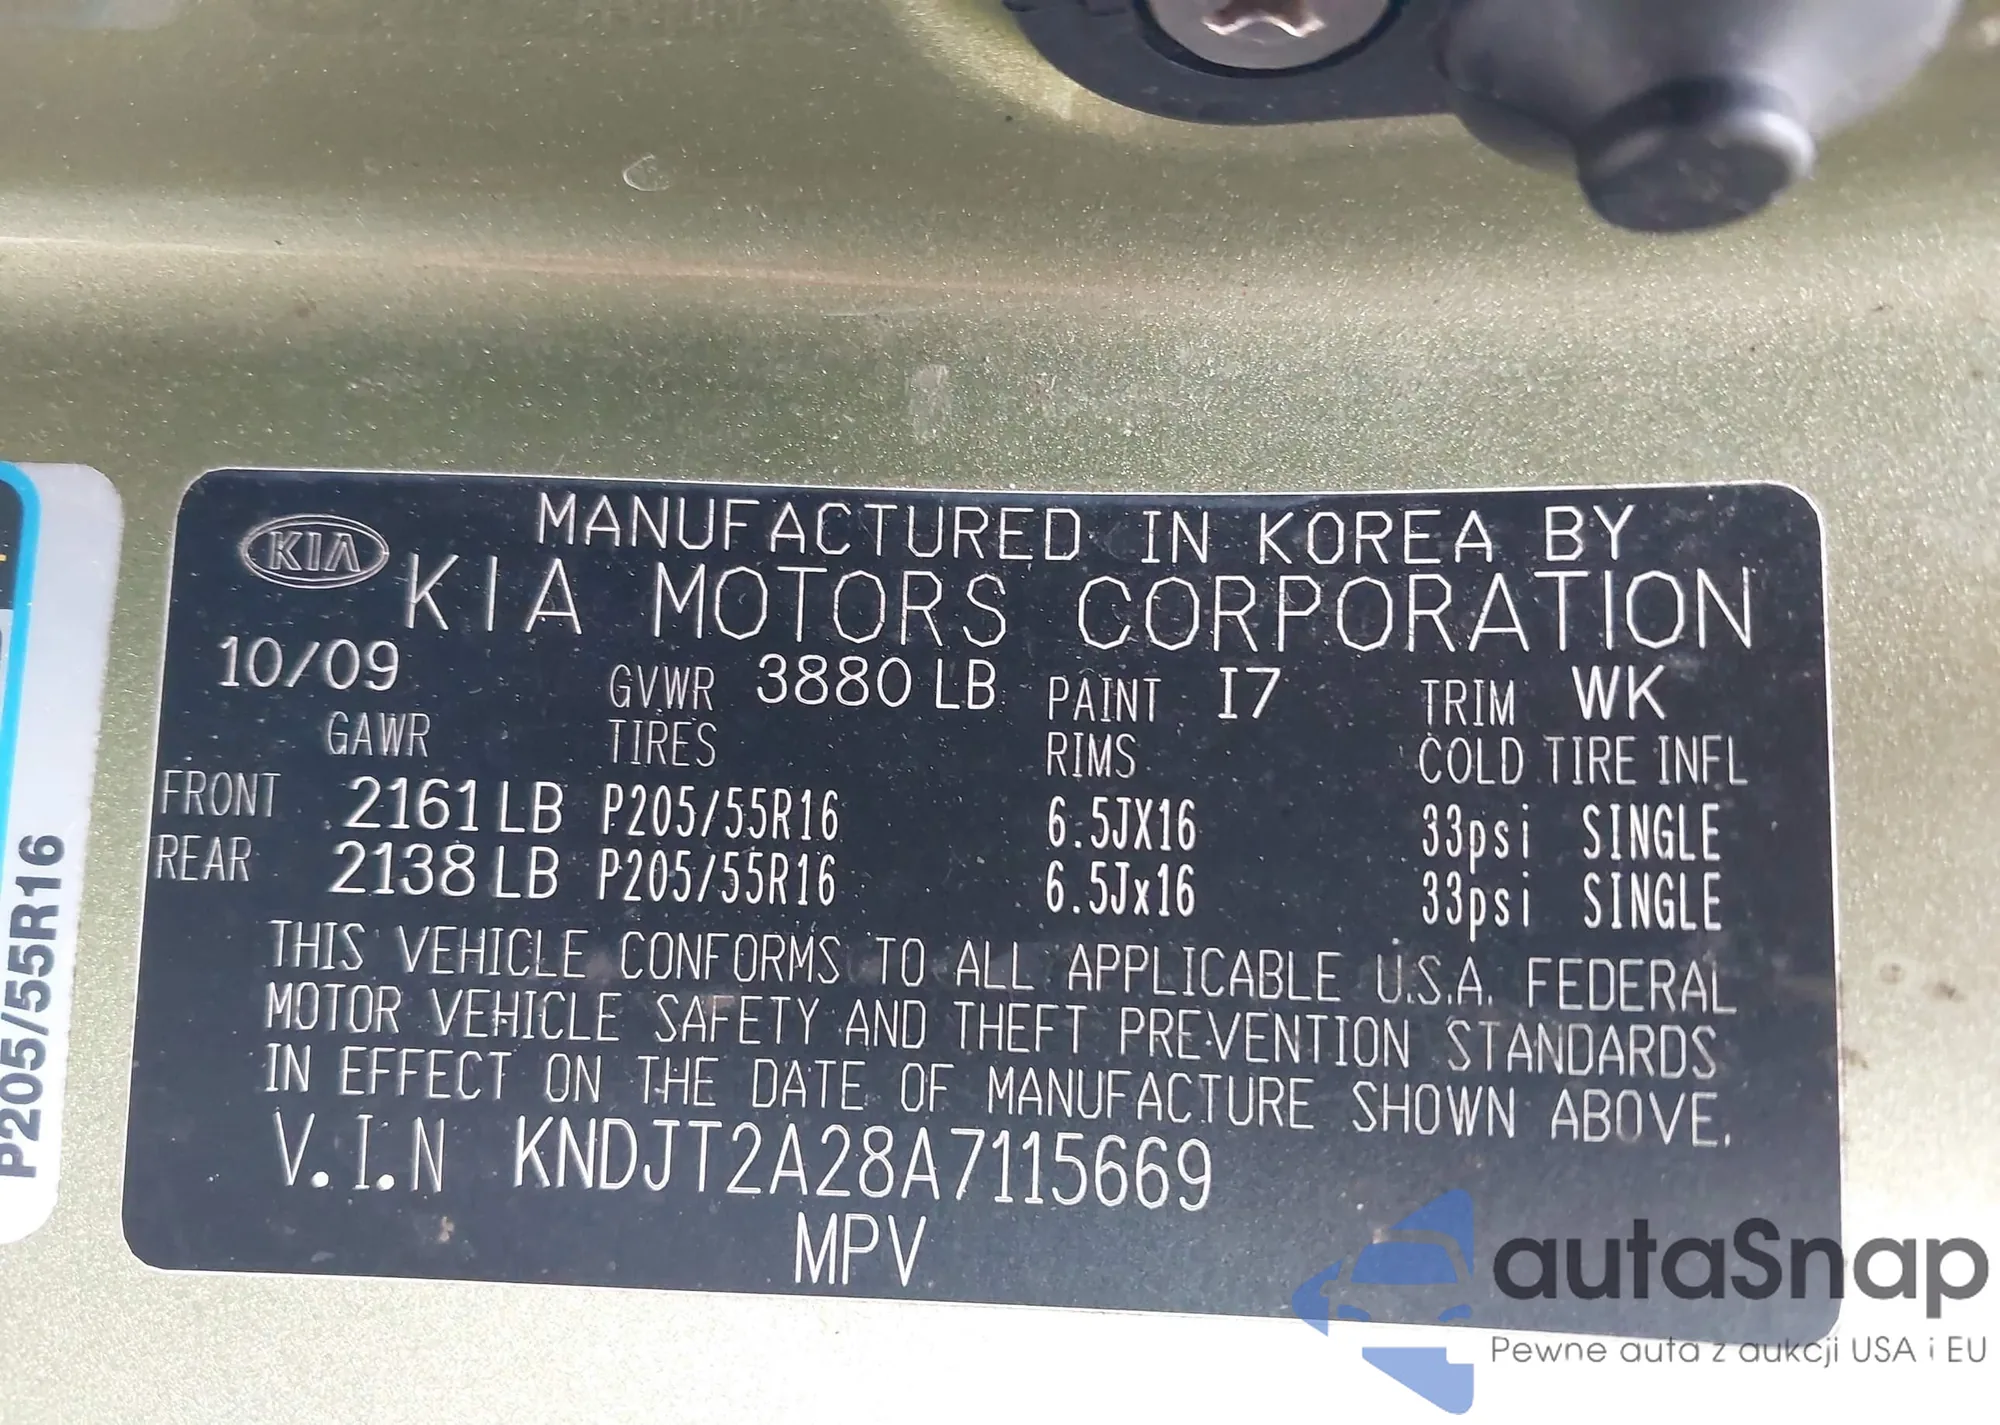 MANUFACTURED IN KOREA BY
KIA KIA MOTORS CORPORATION
10/09 GVWR 3880 LB PAINT I7 TRIM WK
GAWR TIRES RIMS COLD TIRE INFL
FRONT 2161 LB P205/55R16 6.5JX16 33psi SINGLE
REAR 2138 LB P205/55R16 6.5Jx16 33psi SINGLE
THIS VEHICLE CONFORMS TO ALL APPLICABLE U.S.A. FEDERAL
MOTOR VEHICLE SAFETY AND THEFT PREVENTION STANDARDS
IN EFFECT ON THE DATE OF MANUFACTURE SHOWN ABOVE.
V.I.N KNDJT2A28A7115669
MPV
P205/55R16
autaSnap
Pewne auta z aukcji USA i EU